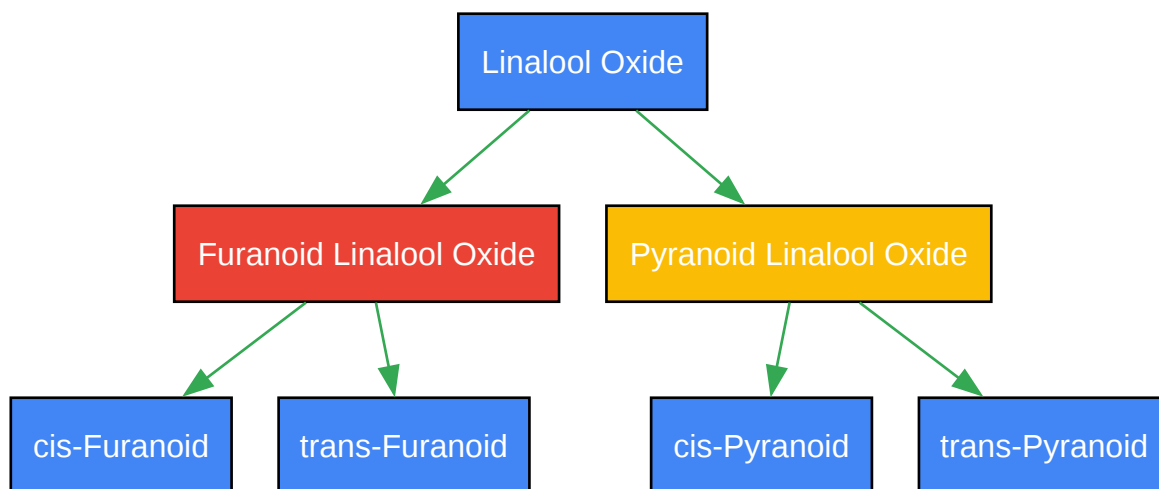 Linalool Oxide
Furanoid Linalool Oxide
Pyranoid Linalool Oxide
cis-Furanoid
trans-Furanoid
cis-Pyranoid
trans-Pyranoid